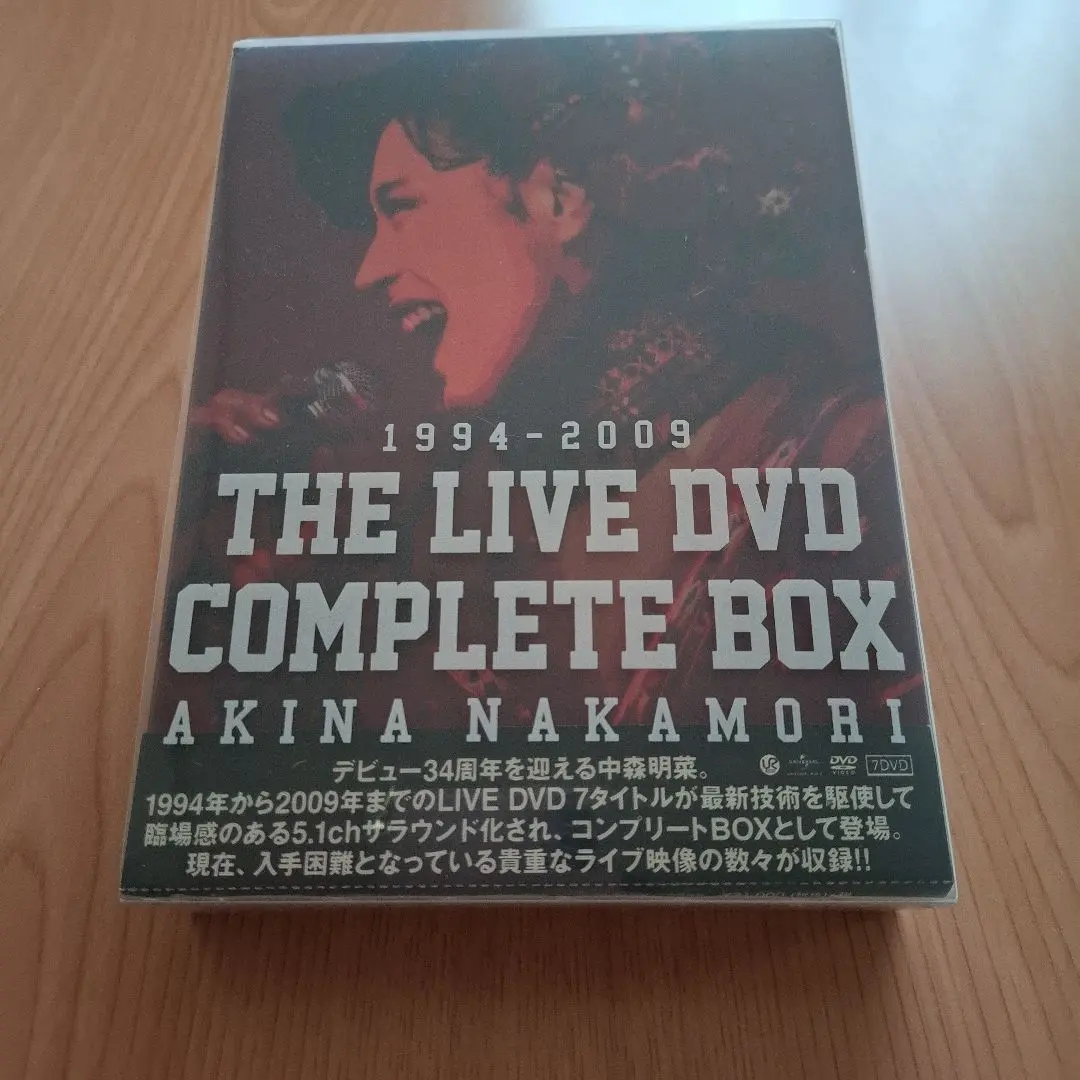 1994-2009
THE LIVE DVD
COMPLETE BOX
AKINA NAKAMORI
デビュー34周年を迎える中森明菜。
universal DVD VIDEO 7DVD
1994年から2009年までのLIVE DVD 7タイトルが最新技術を駆使して
臨場感のある5.1chサラウンド化され、コンプリートBOXとして登場。
現在、入手困難となっている貴重なライブ映像の数々が収録!!